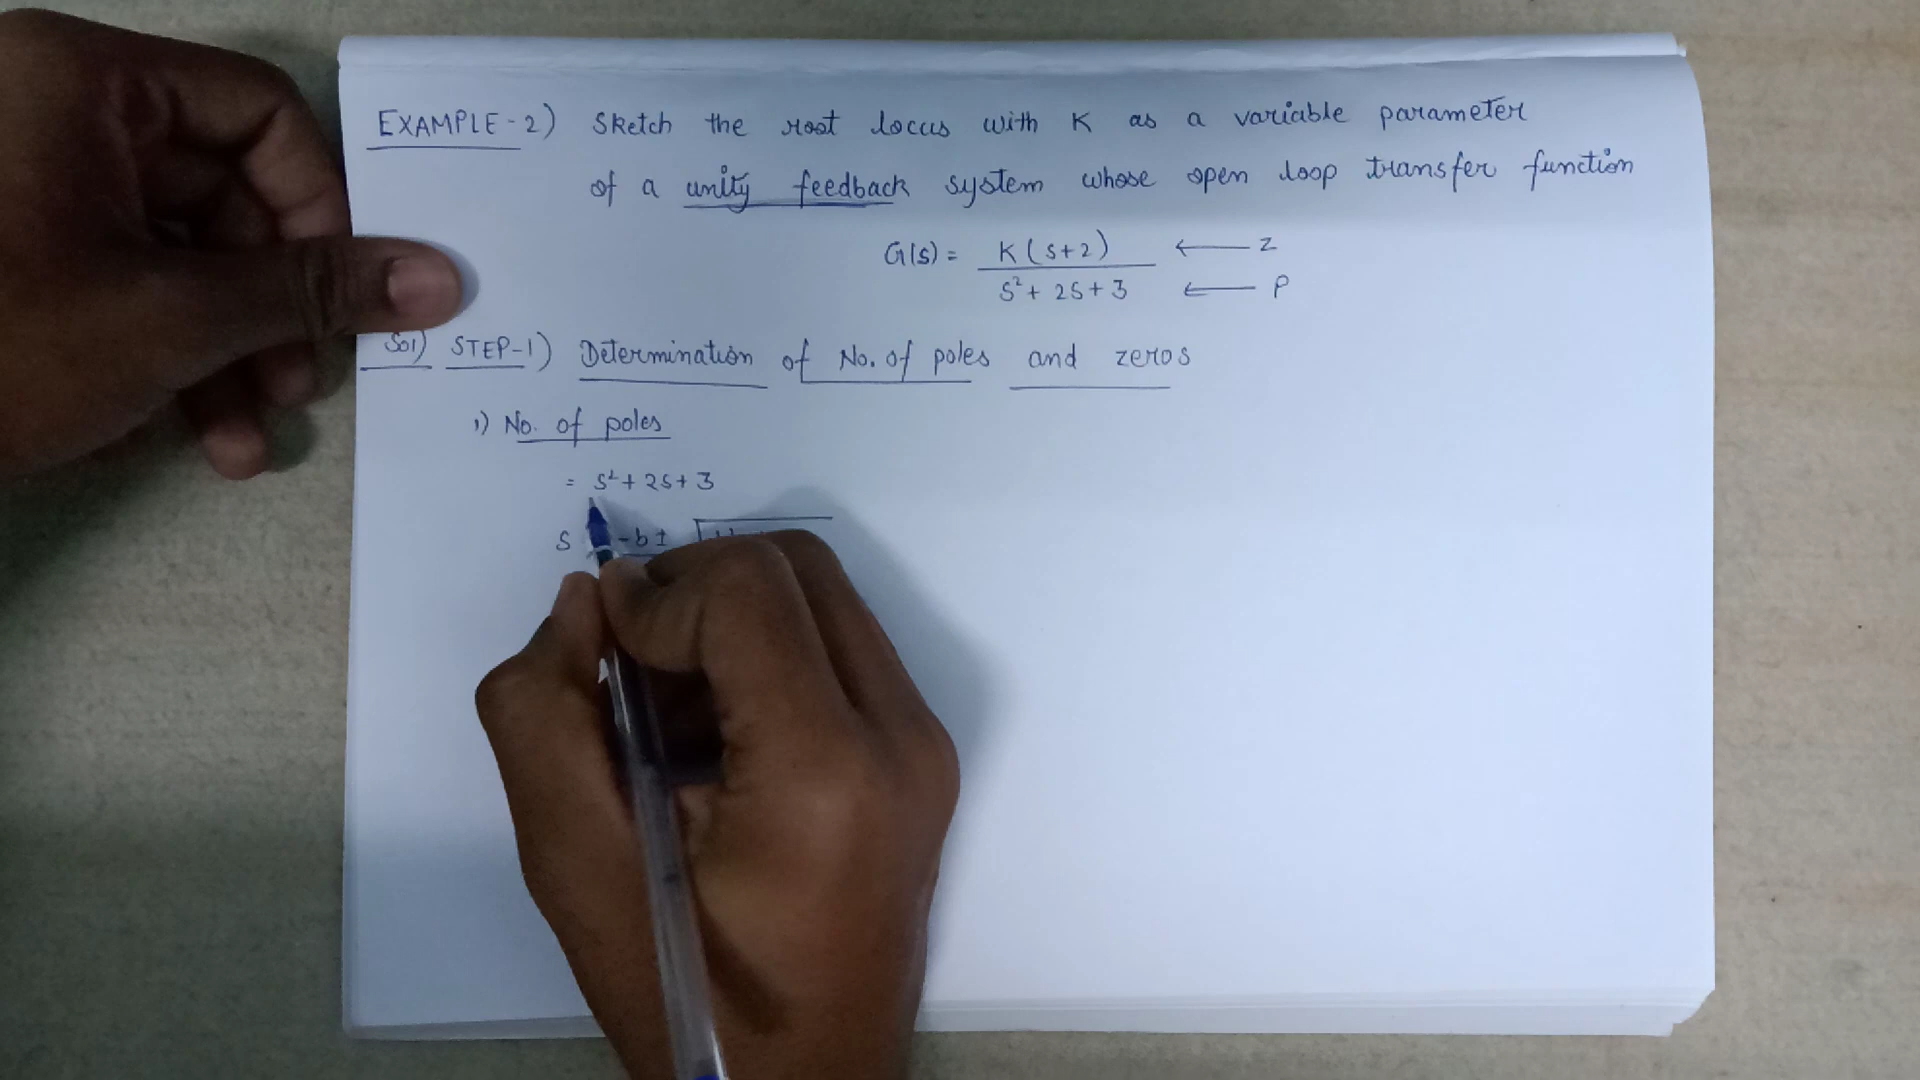 EXAMPLE-2) Sketch the root locus with K as a variable parameter
of a unity feedback system whose open loop transfer function
G(s) = K(s+2) ← Z
s²+2s+3 ← P
Sol) STEP-1) Determination of No. of poles and zeros
1) No. of poles
= s²+2s+3
s -b±